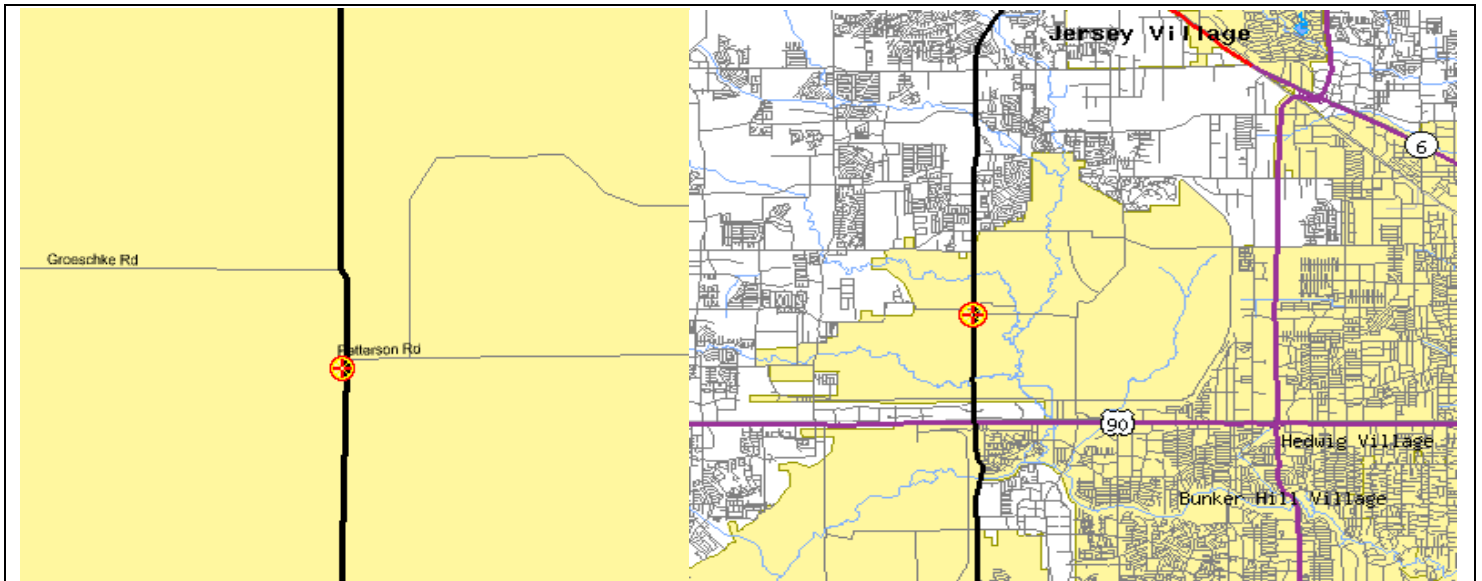 Groeschke Rd
Patterson Rd
Jersey Village
6
90
Hedwig Village
Bunker Hill Village